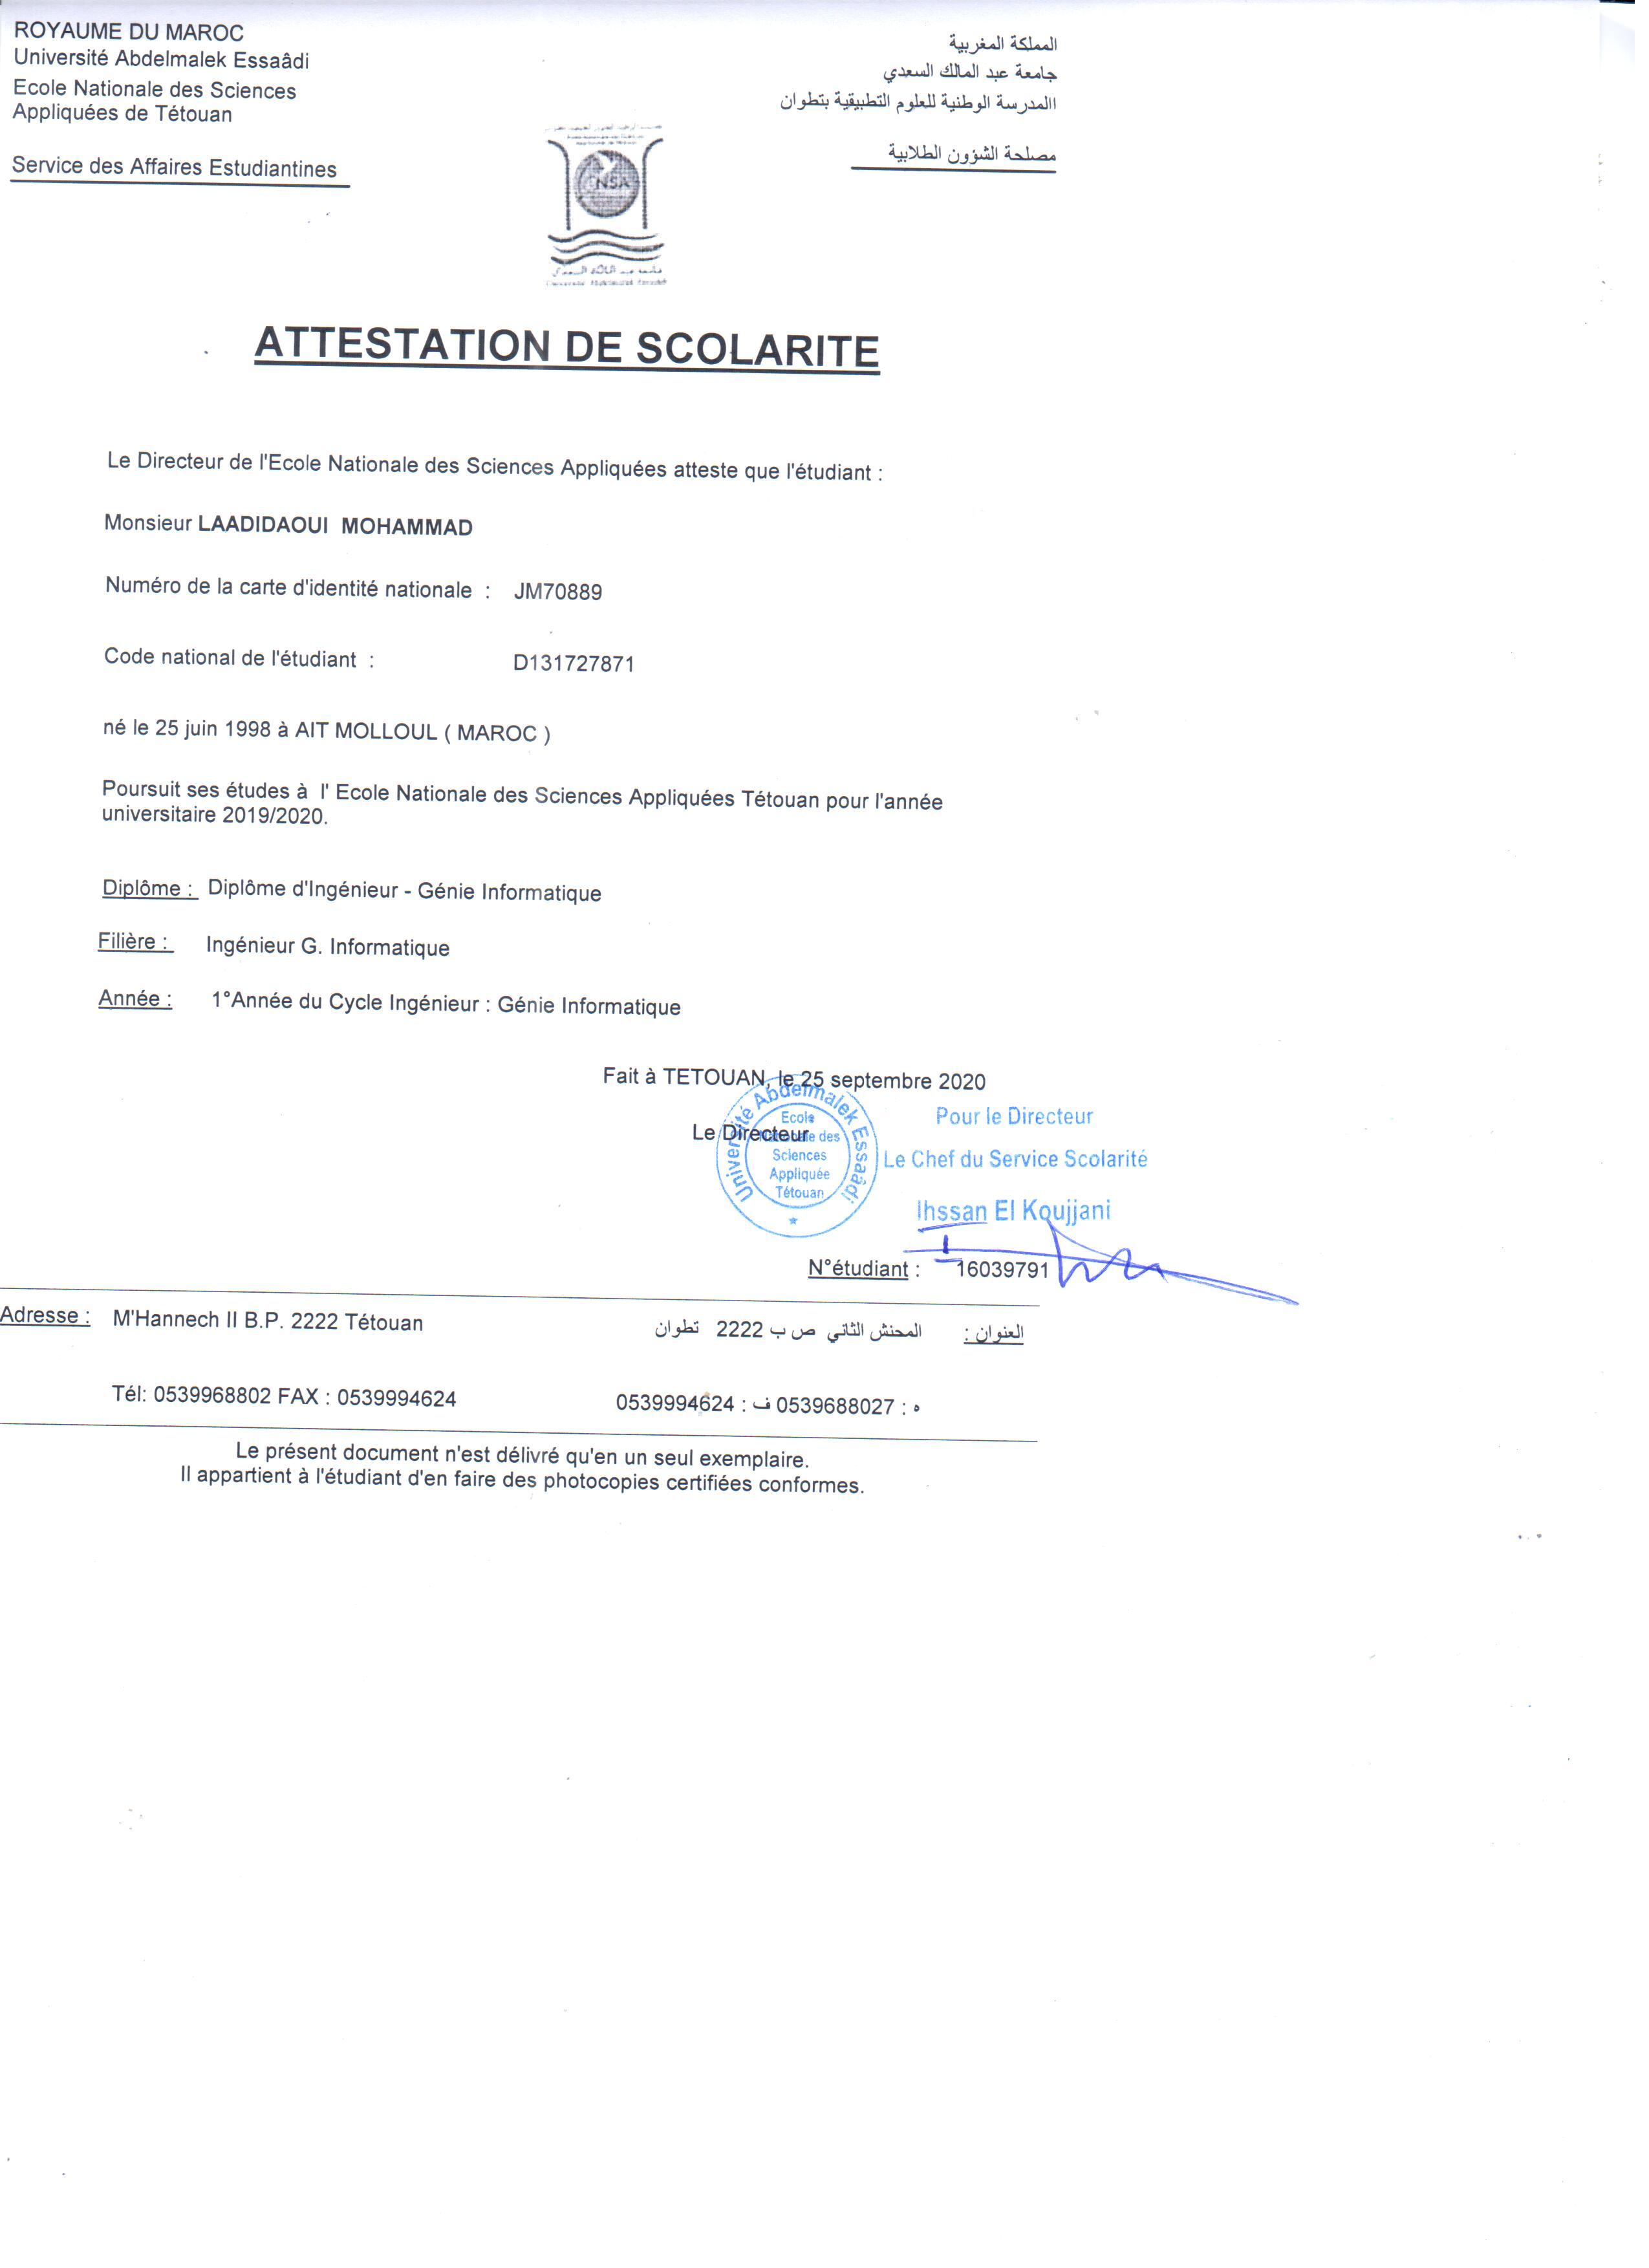 ROYAUME DU MAROC
Université Abdelmalek Essaâdi
Ecole Nationale des Sciences
Appliquées de Tétouan
Service des Affaires Estudiantines
المملكة المغربية
جامعة عبد المالك السعدي
االمدرسة الوطنية للعلوم التطبيقية بتطوان
مصلحة الشؤون الطلابية
ENSA
جامعة عبد المالك السعدي
Université Abdelmalek Essaâdi
ATTESTATION DE SCOLARITE
Le Directeur de l'Ecole Nationale des Sciences Appliquées atteste que l'étudiant :
Monsieur LAADIDAOUI MOHAMMAD
Numéro de la carte d'identité nationale : JM70889
Code national de l'étudiant : D131727871
né le 25 juin 1998 à AIT MOLLOUL ( MAROC )
Poursuit ses études à l' Ecole Nationale des Sciences Appliquées Tétouan pour l'année
universitaire 2019/2020.
Diplôme : Diplôme d'Ingénieur - Génie Informatique
Filière : Ingénieur G. Informatique
Année : 1°Année du Cycle Ingénieur : Génie Informatique
Fait à TETOUAN, le 25 septembre 2020
Le Directeur
Université Abdelmalek Essaâdi
Ecole
Nationale des
Sciences
Appliquée
Tétouan
Pour le Directeur
Le Chef du Service Scolarité
Ihssan El Koujjani
N°étudiant : 16039791
Adresse : M'Hannech II B.P. 2222 Tétouan
العنوان : المحنش الثاني ص ب 2222 تطوان
Tél: 0539968802 FAX : 0539994624
ه : 0539688027 ف : 0539994624
Le présent document n'est délivré qu'en un seul exemplaire.
Il appartient à l'étudiant d'en faire des photocopies certifiées conformes.